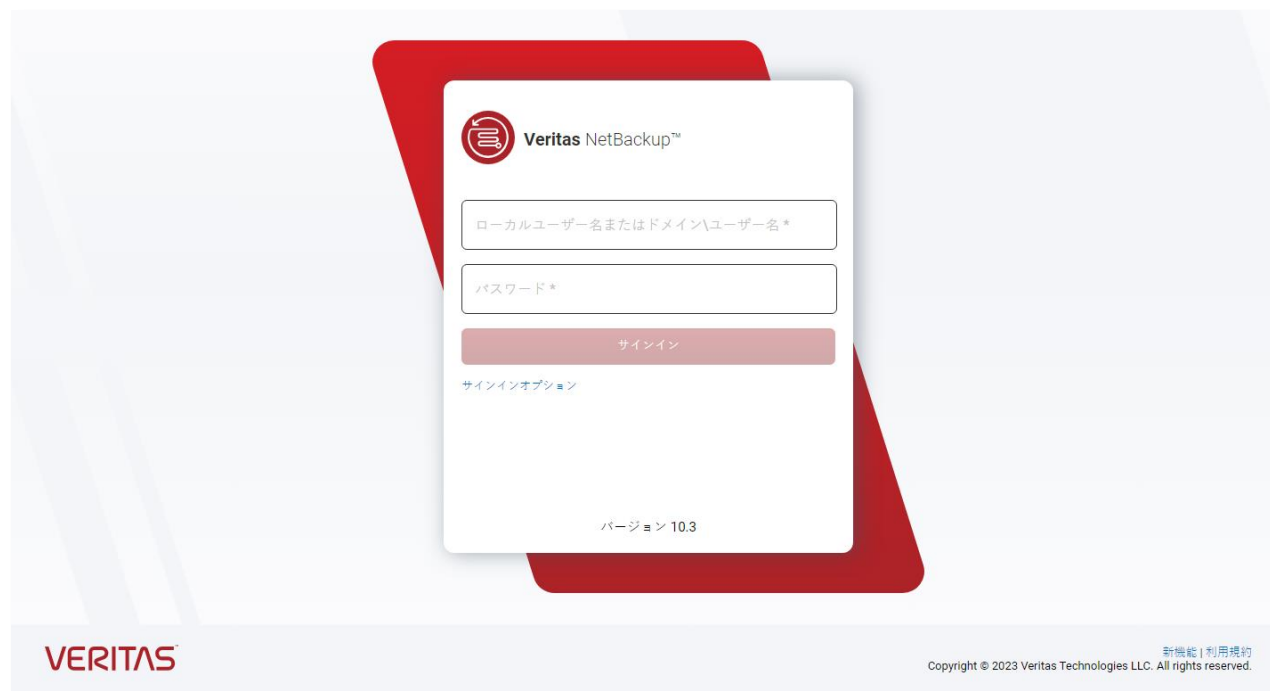 Veritas NetBackup™
ローカルユーザー名またはドメイン\ユーザー名 *
パスワード *
サインイン
サインインオプション
バージョン 10.3
VERITAS
新機能 | 利用規約
Copyright © 2023 Veritas Technologies LLC. All rights reserved.